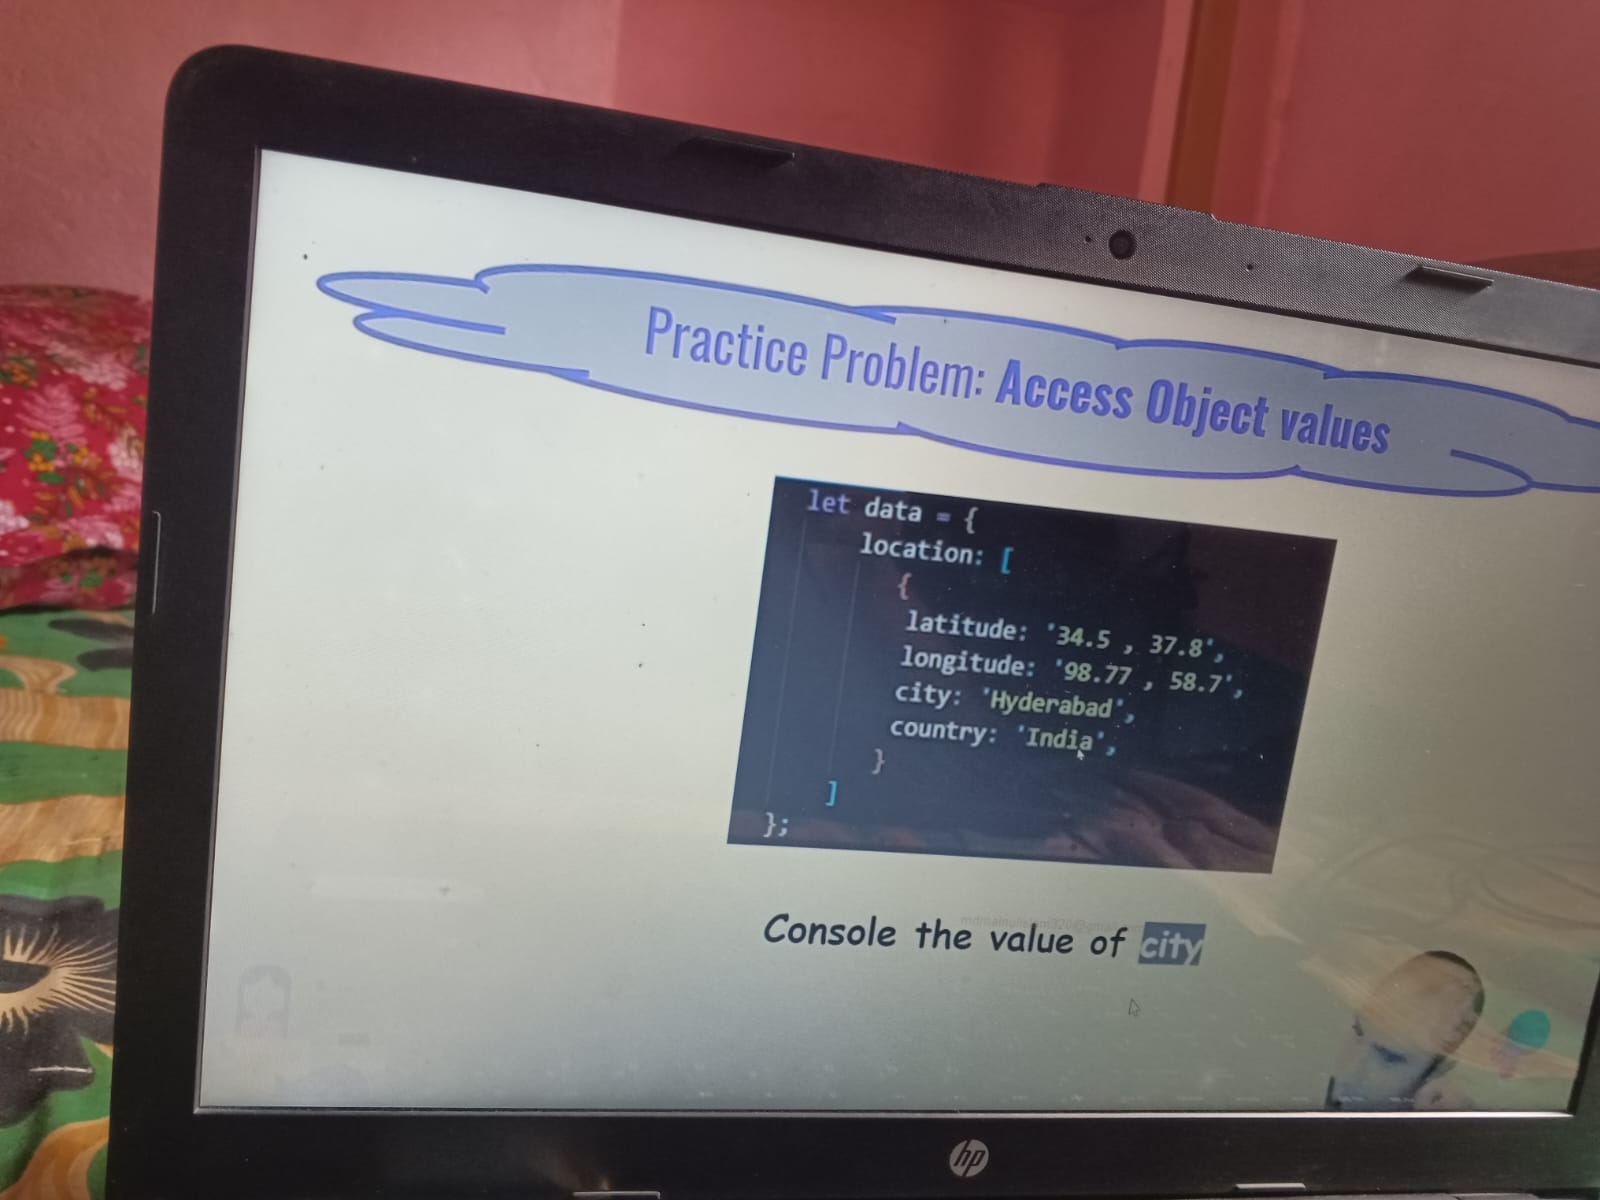 Practice Problem: Access Object values
let data = {
location: [
{
latitude: '34.5 , 37.8',
longitude: '98.77 , 58.7',
city: 'Hyderabad',
country: 'India',
}
]
};
Console the value of city
hp